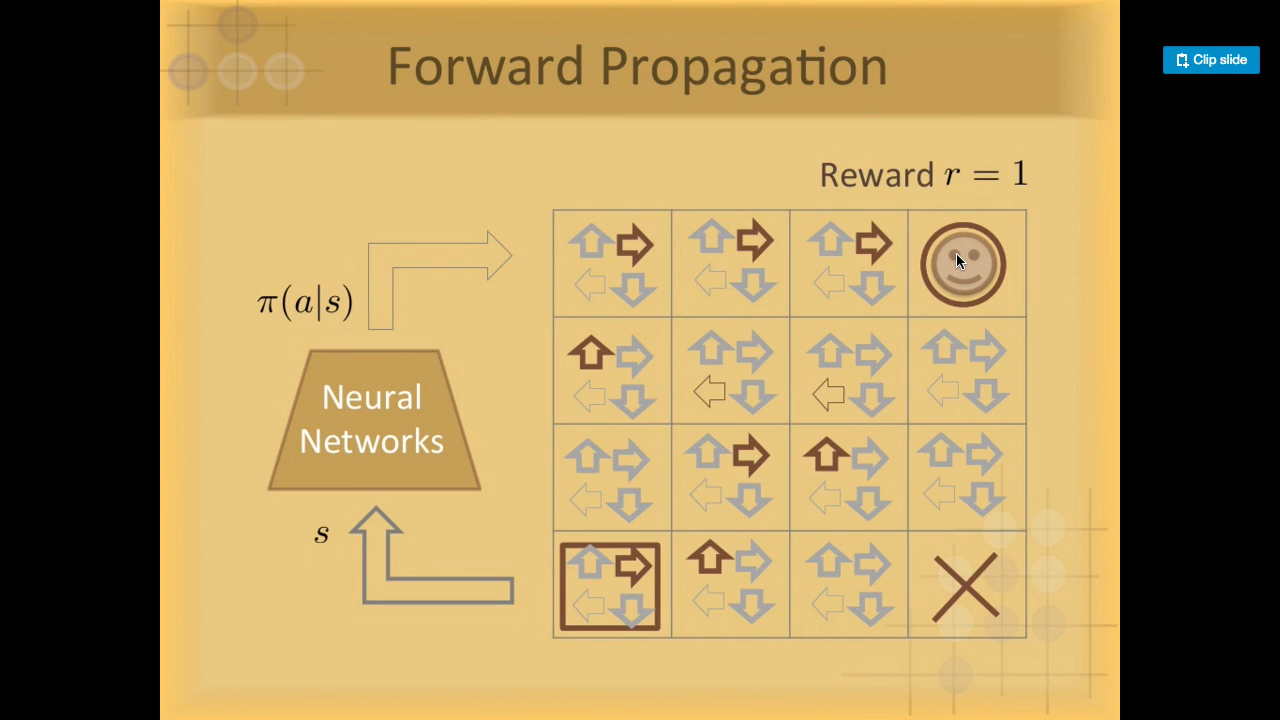 Forward Propagation
Clip slide
Reward r = 1
π(a|s)
Neural
Networks
s